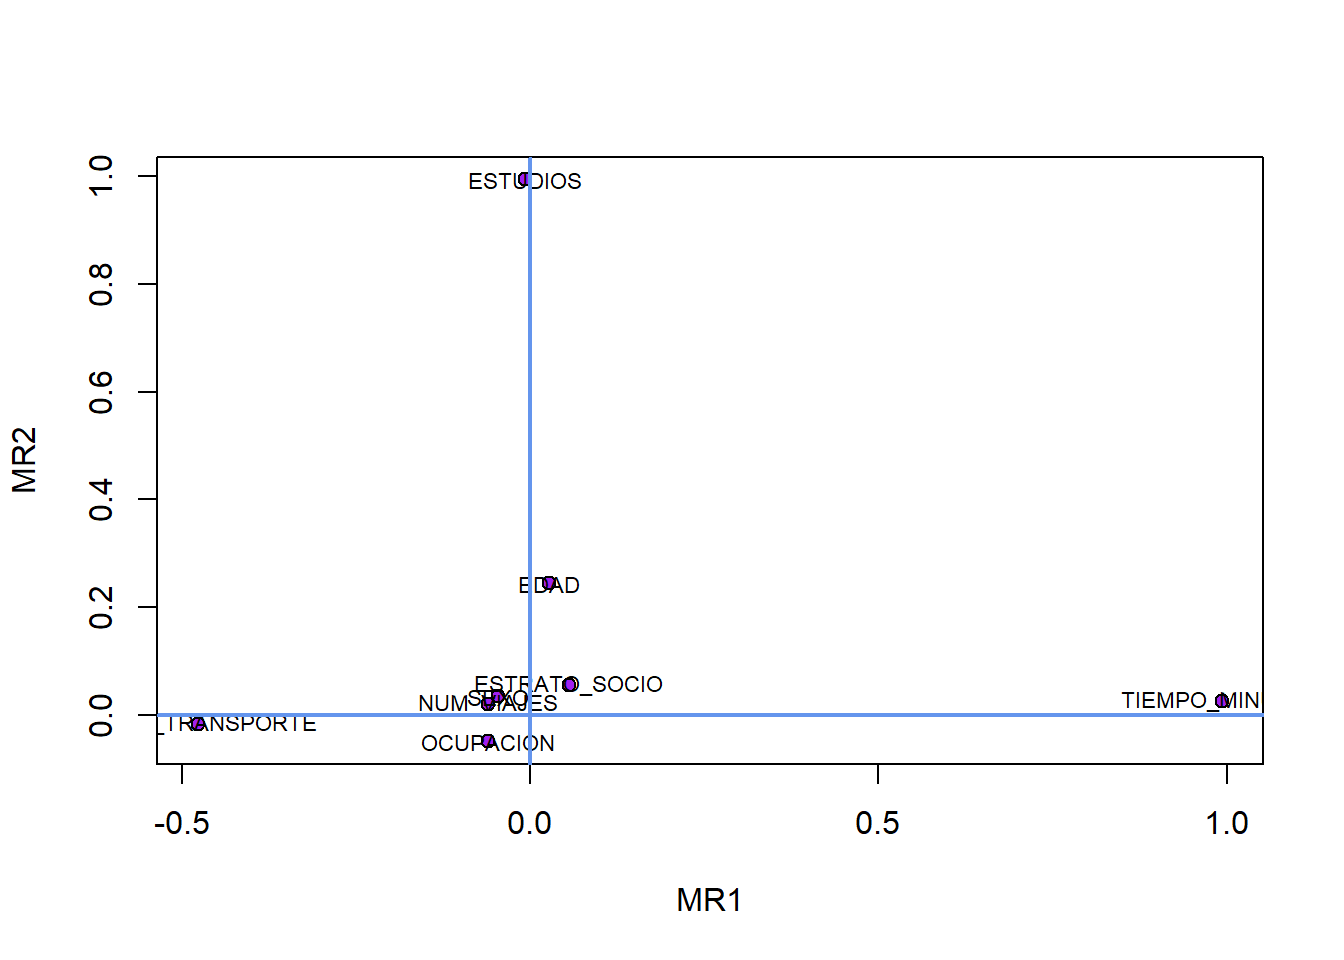 1.0
ESTUDIOS
0.8
0.6
MR2
0.4
EDAD
0.2
ESTRATO_SOCIO
SEXO
TIEMPO_MIN
NUM_VIAJES
0.0
_TRANSPORTE
OCUPACION
-0.5 0.0 0.5 1.0
MR1